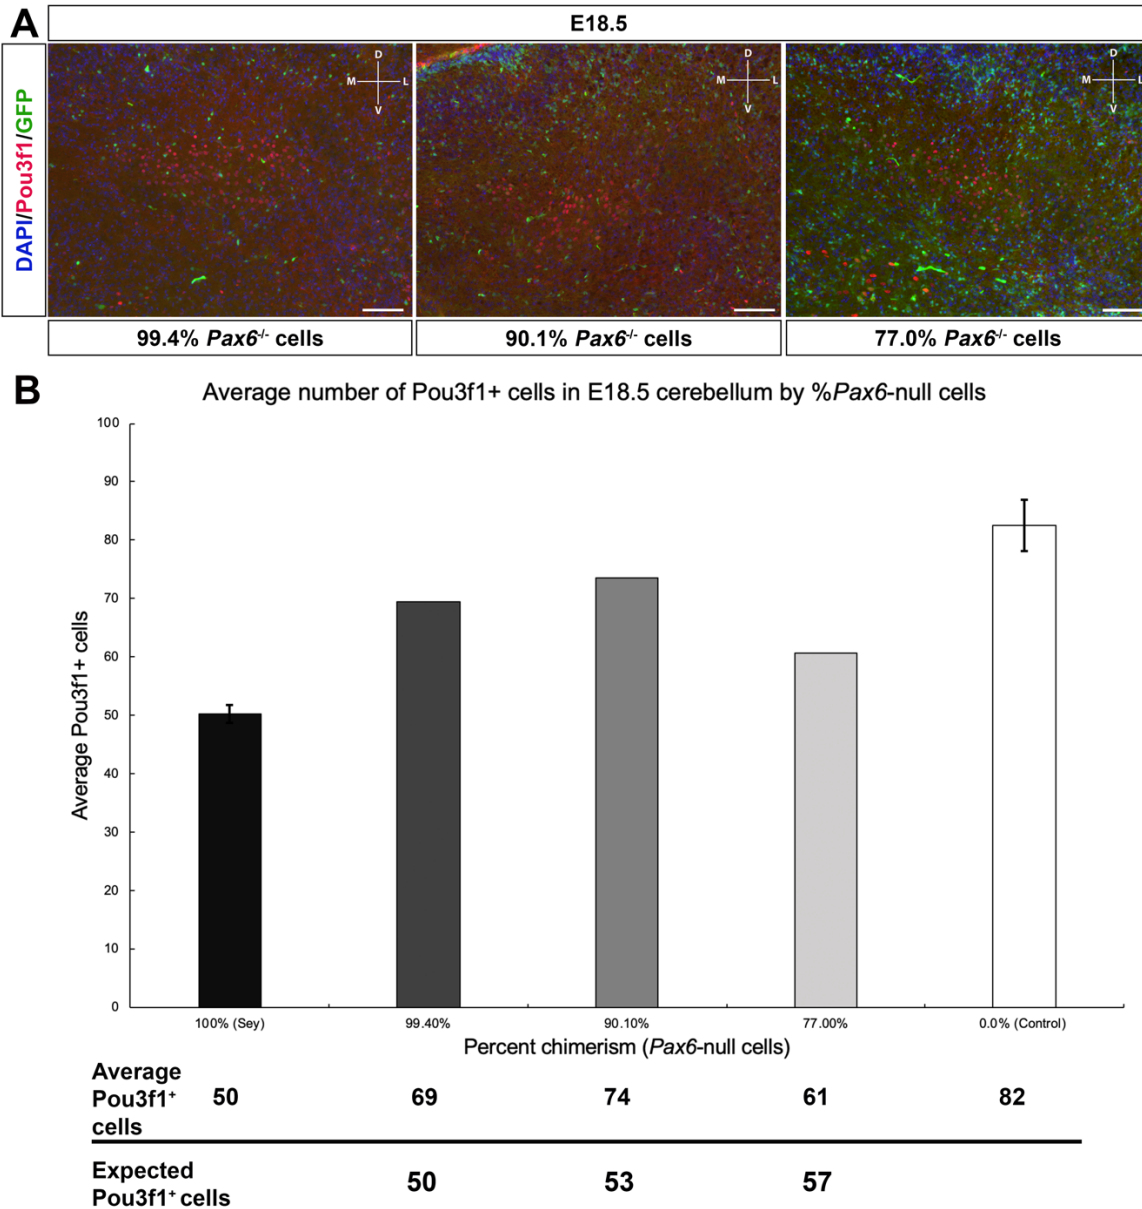 A
E18.5
DAPI/Pou3f1/GFP
D
M L
V
D
M L
V
D
M L
V
99.4% Pax6-/- cells
90.1% Pax6-/- cells
77.0% Pax6-/- cells
B
Average number of Pou3f1+ cells in E18.5 cerebellum by %Pax6-null cells
Average Pou3f1+ cells
100
90
80
70
60
50
40
30
20
10
0
100% (Sey) 99.40% 90.10% 77.00% 0.0% (Control)
Percent chimerism (Pax6-null cells)
Average
Pou3f1+ 50 69 74 61 82
cells
Expected
Pou3f1+ cells 50 53 57